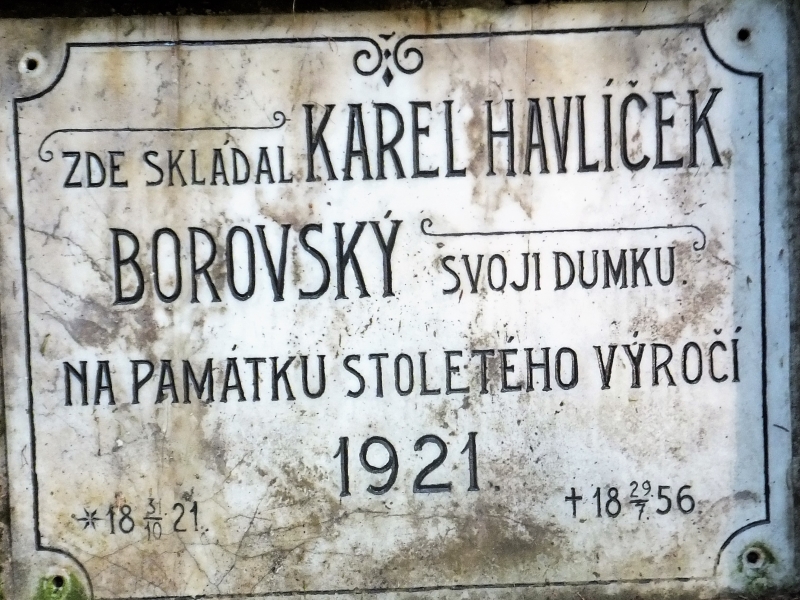 ZDE SKLÁDAL KAREL HAVLÍČEK
BOROVSKÝ SVOJI DUMKU.
NA PAMÁTKU STOLETÉHO VÝROČÍ
1921.
* 18 31/10 21. † 18 29/7 56.